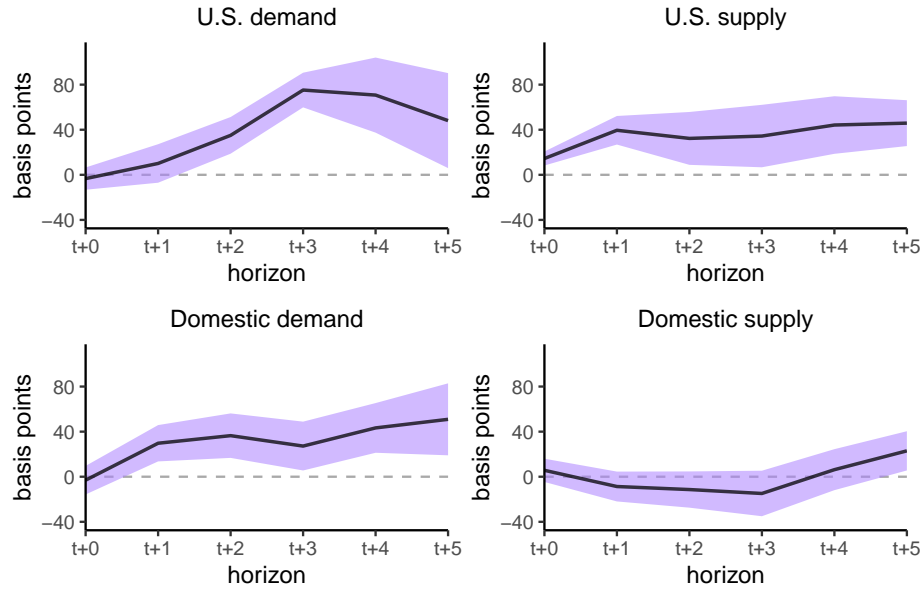 U.S. demand
basis points
80
40
0
−40
t+0 t+1 t+2 t+3 t+4 t+5
horizon
U.S. supply
basis points
80
40
0
−40
t+0 t+1 t+2 t+3 t+4 t+5
horizon
Domestic demand
basis points
80
40
0
−40
t+0 t+1 t+2 t+3 t+4 t+5
horizon
Domestic supply
basis points
80
40
0
−40
t+0 t+1 t+2 t+3 t+4 t+5
horizon